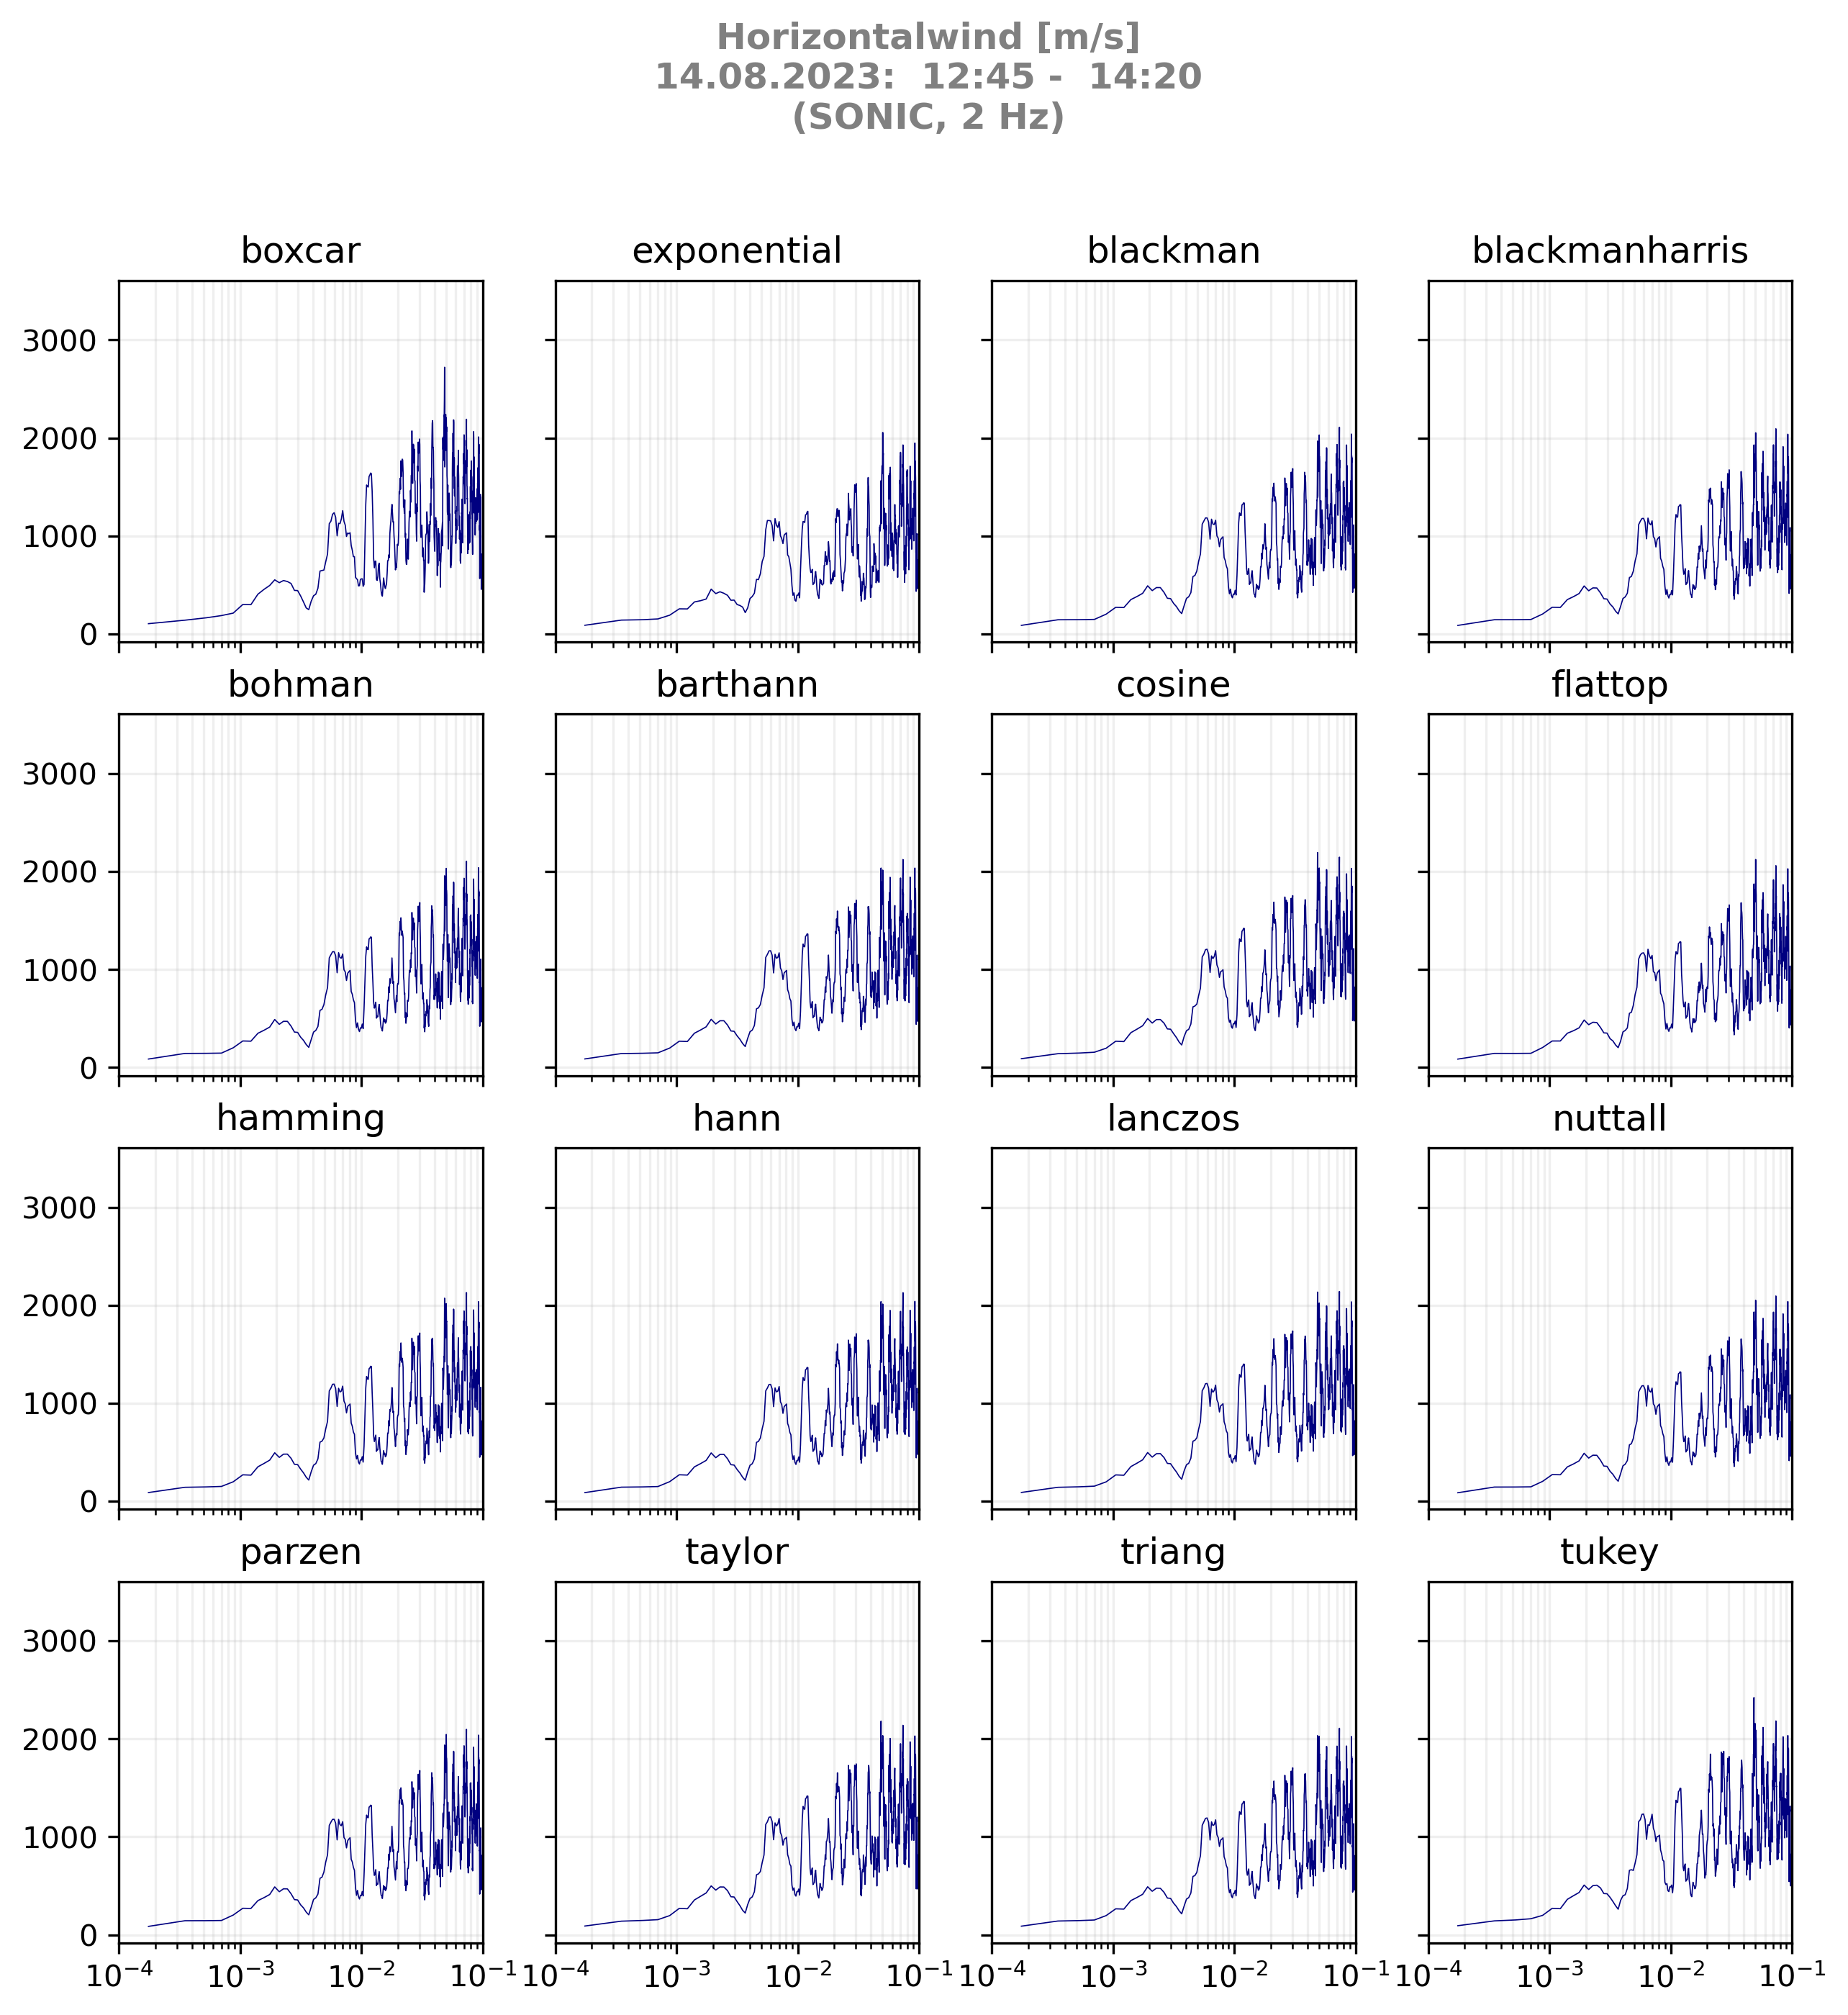 Horizontalwind [m/s]
14.08.2023:  12:45 -  14:20
(SONIC, 2 Hz)
boxcar exponential blackman blackmanharris
3000
2000
1000
0
bohman barthann cosine flattop
3000
2000
1000
0
hamming hann lanczos nuttall
3000
2000
1000
0
parzen taylor triang tukey
3000
2000
1000
0
10⁻⁴ 10⁻³ 10⁻² 10⁻¹ 10⁻⁴ 10⁻³ 10⁻² 10⁻¹ 10⁻⁴ 10⁻³ 10⁻² 10⁻¹ 10⁻⁴ 10⁻³ 10⁻² 10⁻¹